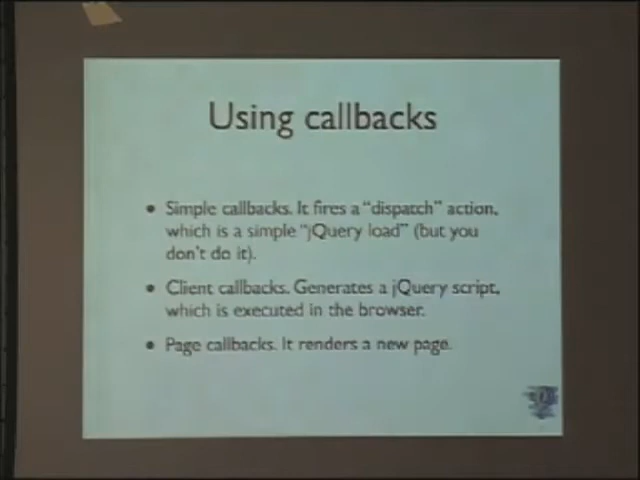 Using callbacks
• Simple callbacks. It fires a "dispatch" action,
which is a simple "jQuery load" (but you
don't do it).
• Client callbacks. Generates a jQuery script,
which is executed in the browser.
• Page callbacks. It renders a new page.